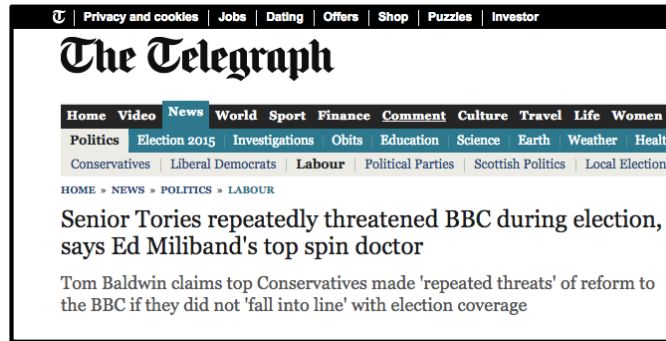 Privacy and cookies | Jobs | Dating | Offers | Shop | Puzzles | Investor
The Telegraph
Home Video News World Sport Finance Comment Culture Travel Life Women
Politics | Election 2015 | Investigations | Obits | Education | Science | Earth | Weather | Healt
Conservatives | Liberal Democrats | Labour | Political Parties | Scottish Politics | Local Election
HOME » NEWS » POLITICS » LABOUR
Senior Tories repeatedly threatened BBC during election,
says Ed Miliband's top spin doctor
Tom Baldwin claims top Conservatives made 'repeated threats' of reform to
the BBC if they did not 'fall into line' with election coverage